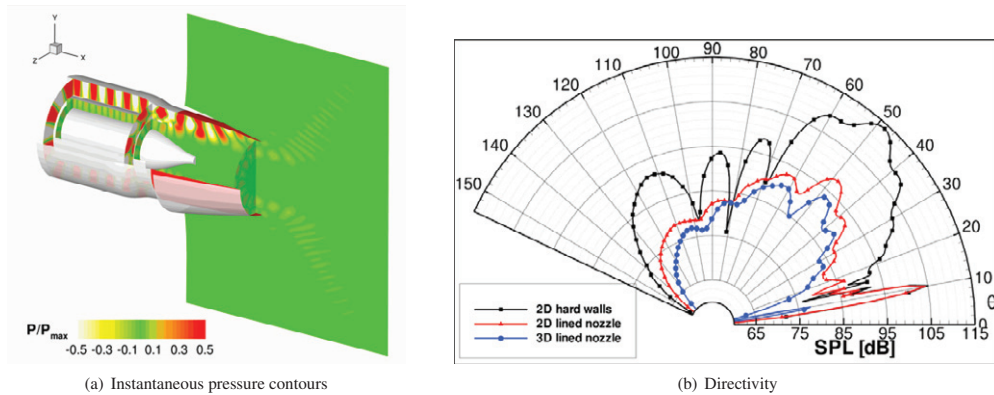 Y
Z
X
P/Pmax
-0.5 -0.3 -0.1 0.1 0.3 0.5
(a) Instantaneous pressure contours
150
140
130
120
110
100
90
80
70
60
50
40
30
20
10
0
65 75 85 95 105 115
SPL [dB]
2D hard walls
2D lined nozzle
3D lined nozzle
(b) Directivity